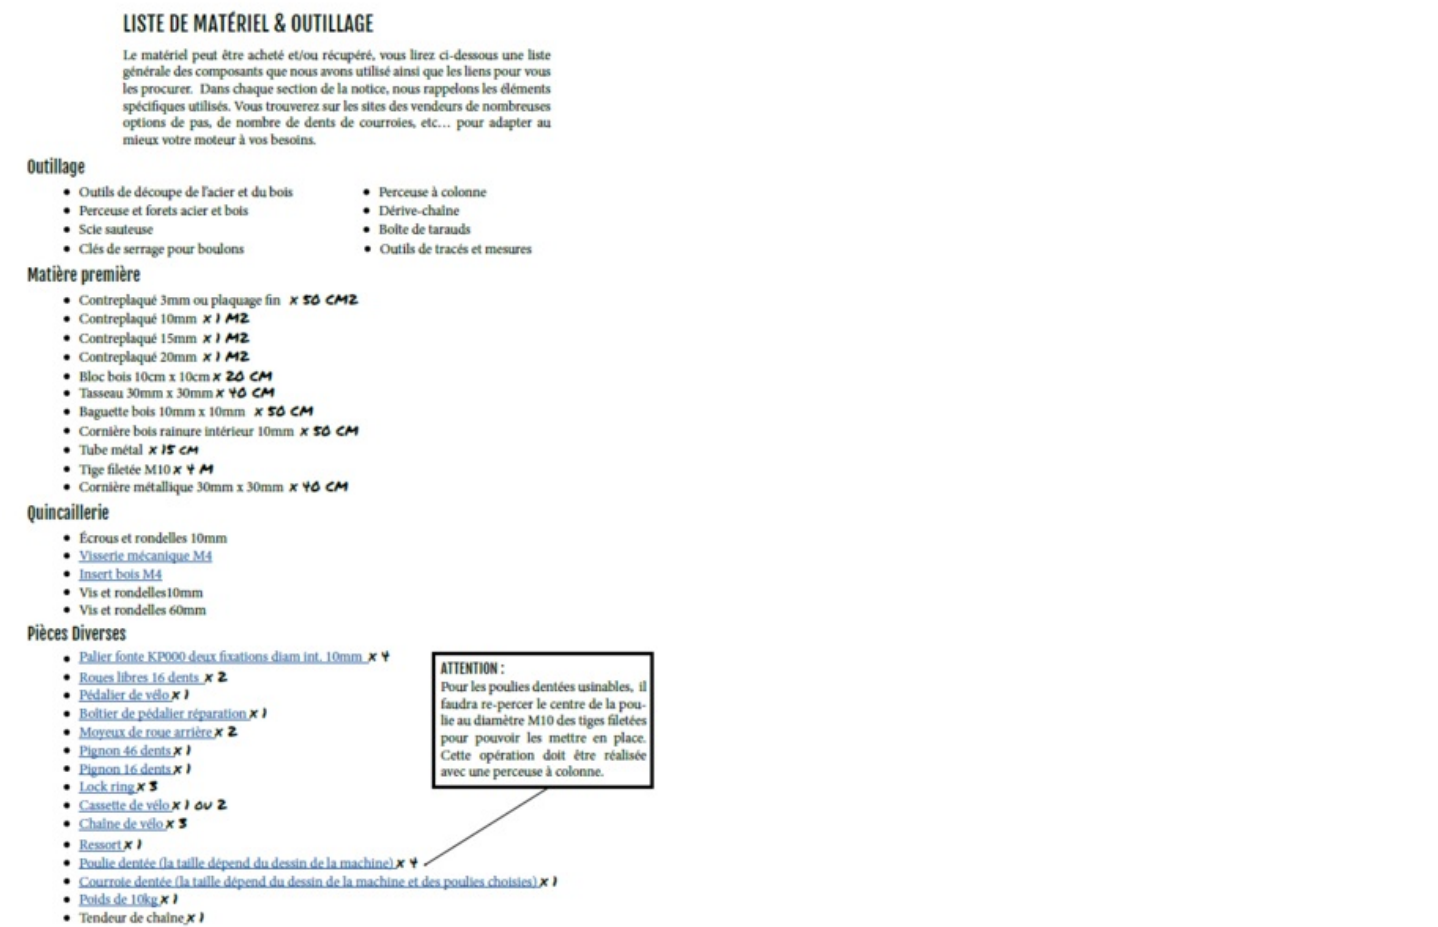 LISTE DE MATÉRIEL & OUTILLAGE
Le matériel peut être acheté et/ou récupéré, vous lirez ci-dessous une liste
générale des composants que nous avons utilisé ainsi que les liens pour vous
les procurer. Dans chaque section de la notice, nous rappelons les éléments
spécifiques utilisés. Vous trouverez sur les sites des vendeurs de nombreuses
options de pas, de nombre de dents de courroies, etc... pour adapter au
mieux votre moteur à vos besoins.
Outillage
• Outils de découpe de l'acier et du bois
• Perceuse et forets acier et bois
• Scie sauteuse
• Clés de serrage pour boulons
• Perceuse à colonne
• Dérive-chaîne
• Boîte de tarauds
• Outils de tracés et mesures
Matière première
• Contreplaqué 3mm ou plaquage fin x 50 CM2
• Contreplaqué 10mm x 1 M2
• Contreplaqué 15mm x 1 M2
• Contreplaqué 20mm x 1 M2
• Bloc bois 10cm x 10cm x 20 CM
• Tasseau 30mm x 30mm x 40 CM
• Baguette bois 10mm x 10mm x 50 CM
• Cornière bois rainure intérieur 10mm x 50 CM
• Tube métal x 15 CM
• Tige filetée M10 x 4 M
• Cornière métallique 30mm x 30mm x 40 CM
Quincaillerie
• Écrous et rondelles 10mm
• Visserie mécanique M4
• Insert bois M4
• Vis et rondelles10mm
• Vis et rondelles 60mm
Pièces Diverses
• Palier fonte KP000 deux fixations diam int. 10mm x 4
• Roues libres 16 dents x 2
• Pédalier de vélo x 1
• Boîtier de pédalier réparation x 1
• Moyeux de roue arrière x 2
• Pignon 46 dents x 1
• Pignon 16 dents x 1
• Lock ring x 3
• Cassette de vélo x 1 ou 2
• Chaîne de vélo x 3
• Ressort x 1
• Poulie dentée (la taille dépend du dessin de la machine) x 4
• Courroie dentée (la taille dépend du dessin de la machine et des poulies choisies) x 1
• Poids de 10kg x 1
• Tendeur de chaîne x 1
ATTENTION :
Pour les poulies dentées usinables, il
faudra re-percer le centre de la pou-
lie au diamètre M10 des tiges filetées
pour pouvoir les mettre en place.
Cette opération doit être réalisée
avec une perceuse à colonne.